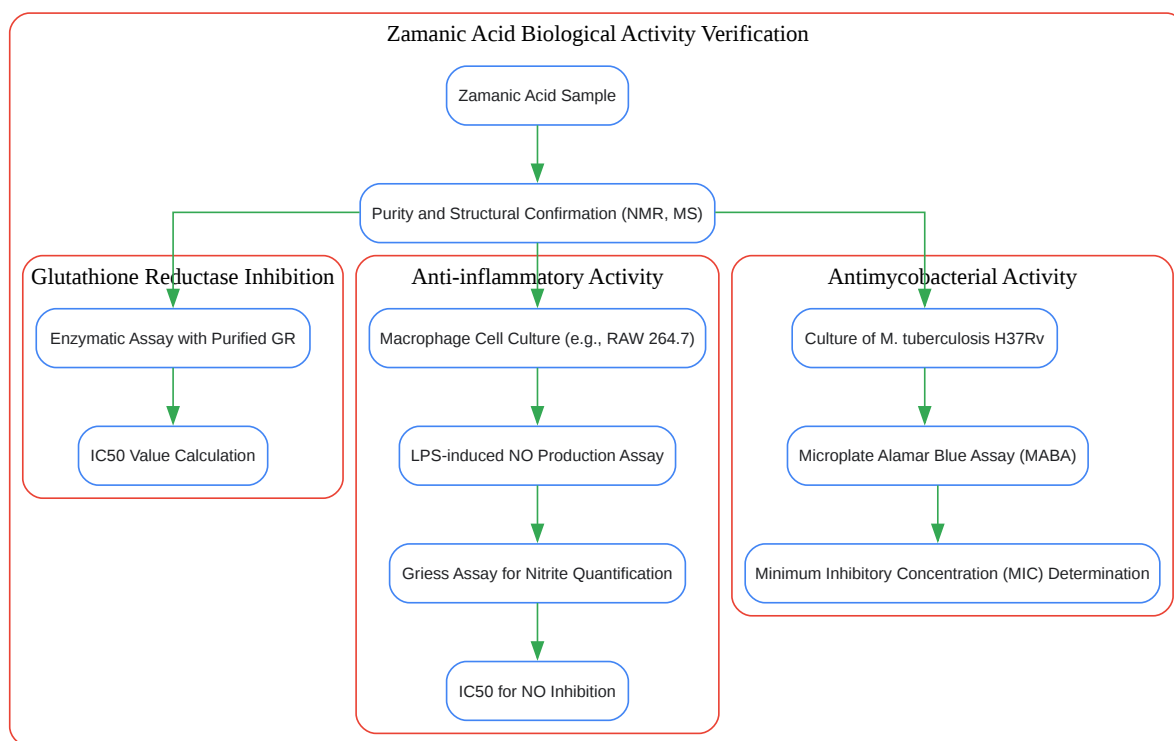 Zamanic Acid Biological Activity Verification
Zamanic Acid Sample
Purity and Structural Confirmation (NMR, MS)
Glutathione Reductase Inhibition
Anti-inflammatory Activity
Antimycobacterial Activity
Enzymatic Assay with Purified GR
Macrophage Cell Culture (e.g., RAW 264.7)
Culture of M. tuberculosis H37Rv
IC50 Value Calculation
LPS-induced NO Production Assay
Microplate Alamar Blue Assay (MABA)
Griess Assay for Nitrite Quantification
Minimum Inhibitory Concentration (MIC) Determination
IC50 for NO Inhibition